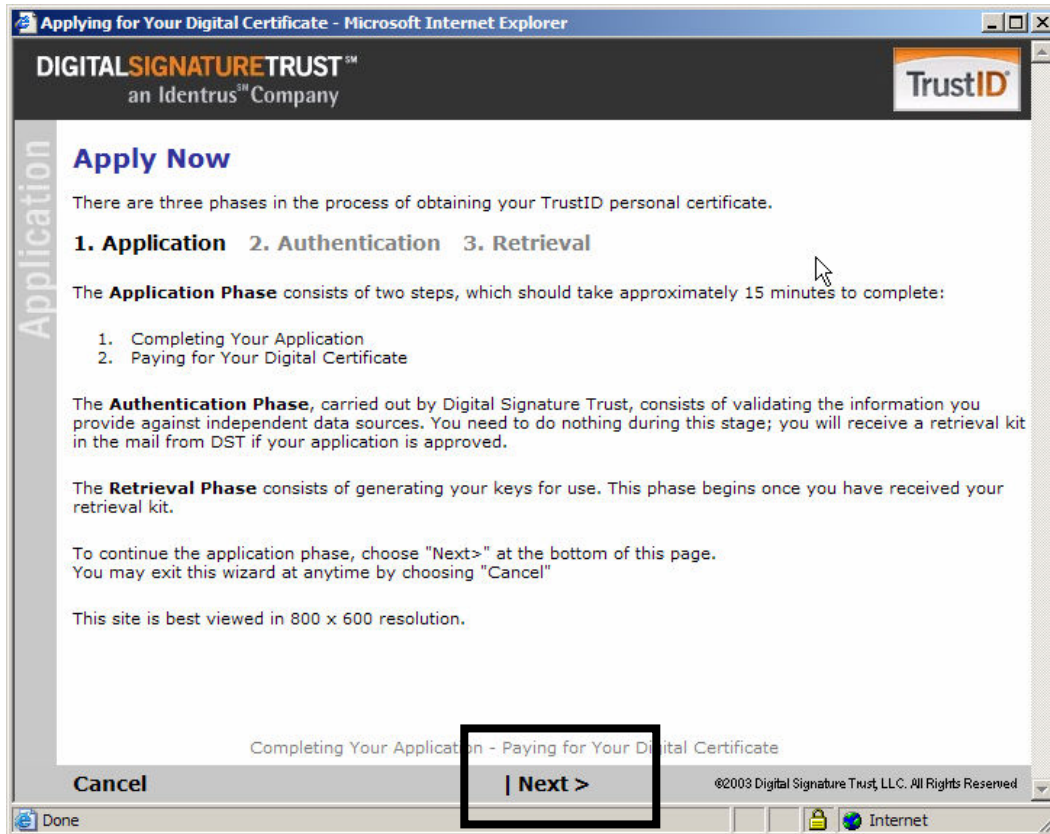 Applying for Your Digital Certificate - Microsoft Internet Explorer
DIGITALSIGNATURETRUST℠
an Identrus℠Company
TrustID®
Application
Apply Now
There are three phases in the process of obtaining your TrustID personal certificate.
1. Application 2. Authentication 3. Retrieval
The Application Phase consists of two steps, which should take approximately 15 minutes to complete:
1. Completing Your Application
2. Paying for Your Digital Certificate
The Authentication Phase, carried out by Digital Signature Trust, consists of validating the information you
provide against independent data sources. You need to do nothing during this stage; you will receive a retrieval kit
in the mail from DST if your application is approved.
The Retrieval Phase consists of generating your keys for use. This phase begins once you have received your
retrieval kit.
To continue the application phase, choose "Next>" at the bottom of this page.
You may exit this wizard at anytime by choosing "Cancel"
This site is best viewed in 800 x 600 resolution.
Completing Your Application - Paying for Your Digital Certificate
Cancel | Next > ©2003 Digital Signature Trust, LLC. All Rights Reserved
Done Internet